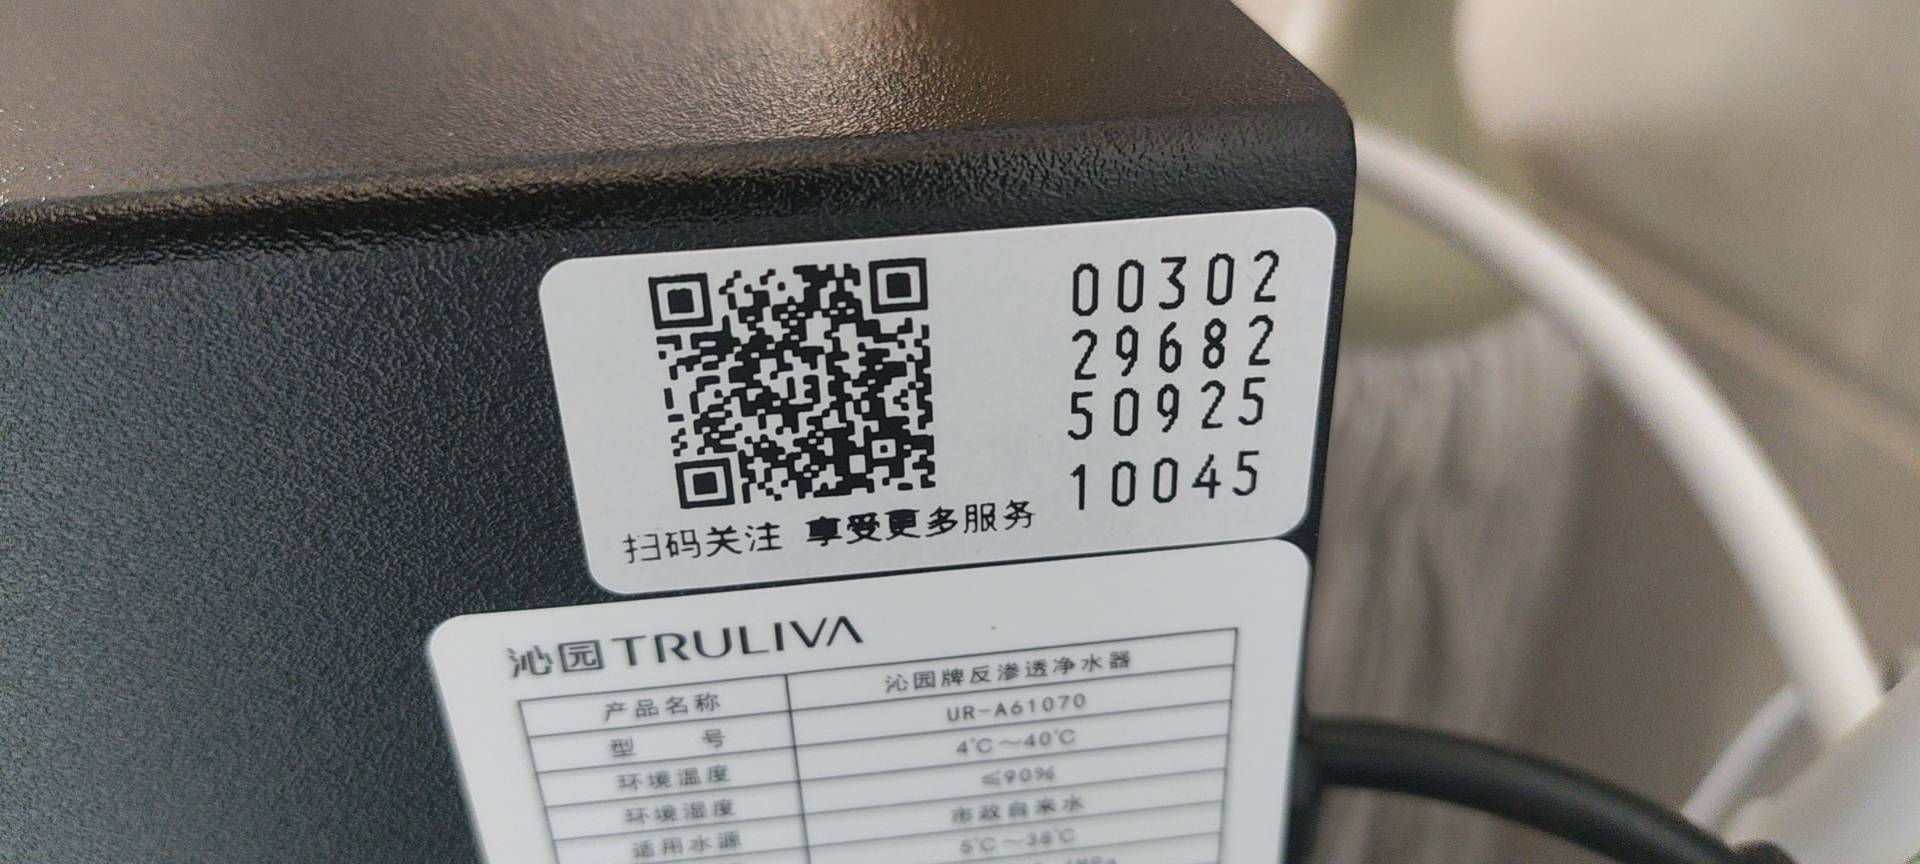 00302
29682
50925
10045
扫码关注 享受更多服务
沁园TRULIVA
产品名称 沁园牌反渗透净水器
型 号 UR-A61070
环境温度 4℃~40℃
环境湿度 ≤90%
适用水源 市政自来水
5℃~38℃